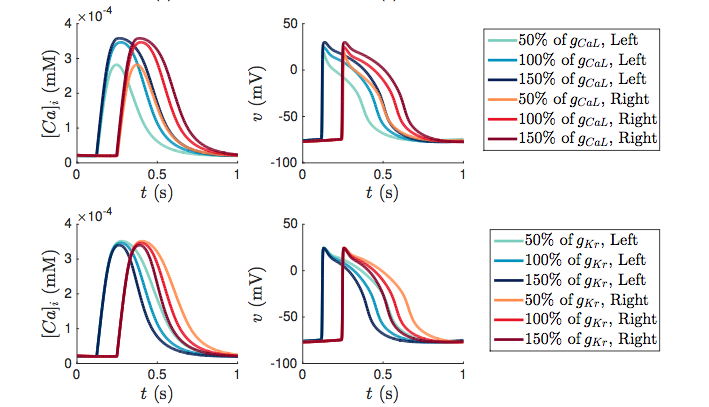 ×10⁻⁴
4
3
2
1
0
0
0.5
1
[Ca]ᵢ (mM)
t (s)
50
0
-50
-100
0
0.5
1
v (mV)
t (s)
50% of g_CaL, Left
100% of g_CaL, Left
150% of g_CaL, Left
50% of g_CaL, Right
100% of g_CaL, Right
150% of g_CaL, Right
×10⁻⁴
4
3
2
1
0
0
0.5
1
[Ca]ᵢ (mM)
t (s)
50
0
-50
-100
0
0.5
1
v (mV)
t (s)
50% of g_Kr, Left
100% of g_Kr, Left
150% of g_Kr, Left
50% of g_Kr, Right
100% of g_Kr, Right
150% of g_Kr, Right